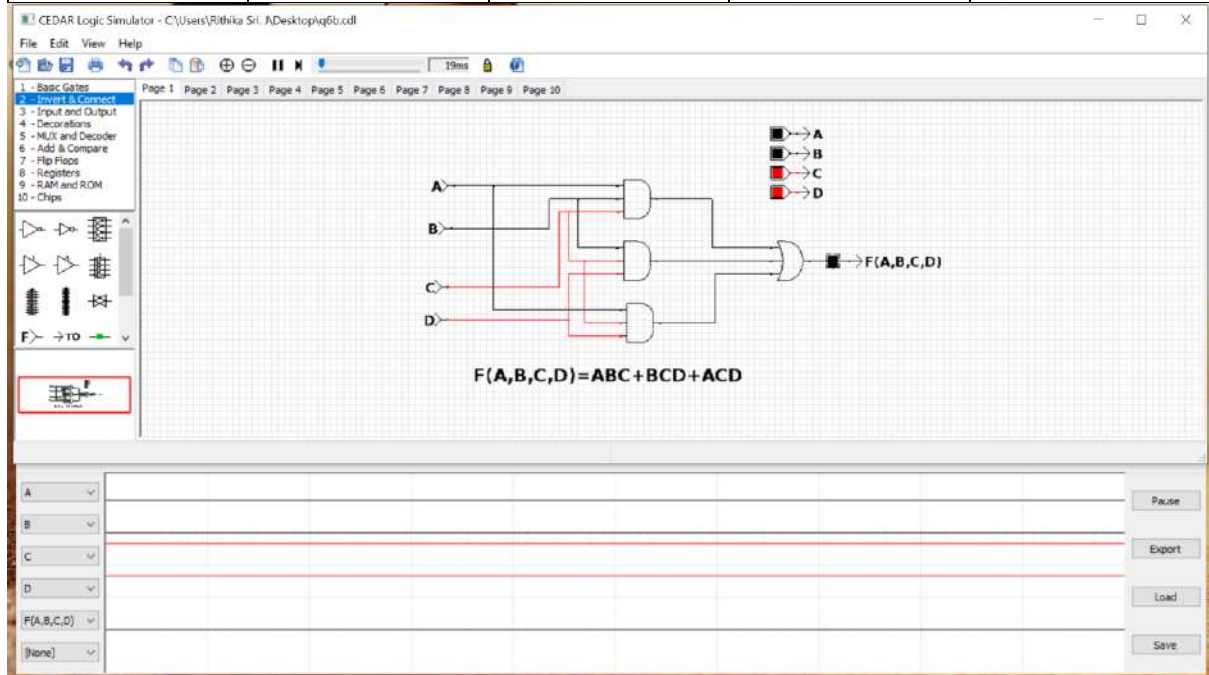 CEDAR Logic Simulator - C:\Users\Rithika Sri. A\Desktop\q6b.cdl
File Edit View Help
19ms
1 - Basic Gates
2 - Invert & Connect
3 - Input and Output
4 - Decorations
5 - MUX and Decoder
6 - Add & Compare
7 - Flip Flops
8 - Registers
9 - RAM and ROM
10 - Chips
Page 1 Page 2 Page 3 Page 4 Page 5 Page 6 Page 7 Page 8 Page 9 Page 10
A
B
C
D
A
B
C
D
F(A,B,C,D)
F(A,B,C,D)=ABC+BCD+ACD
F
TO
A
B
C
D
F(A,B,C,D)
[None]
Pause
Export
Load
Save